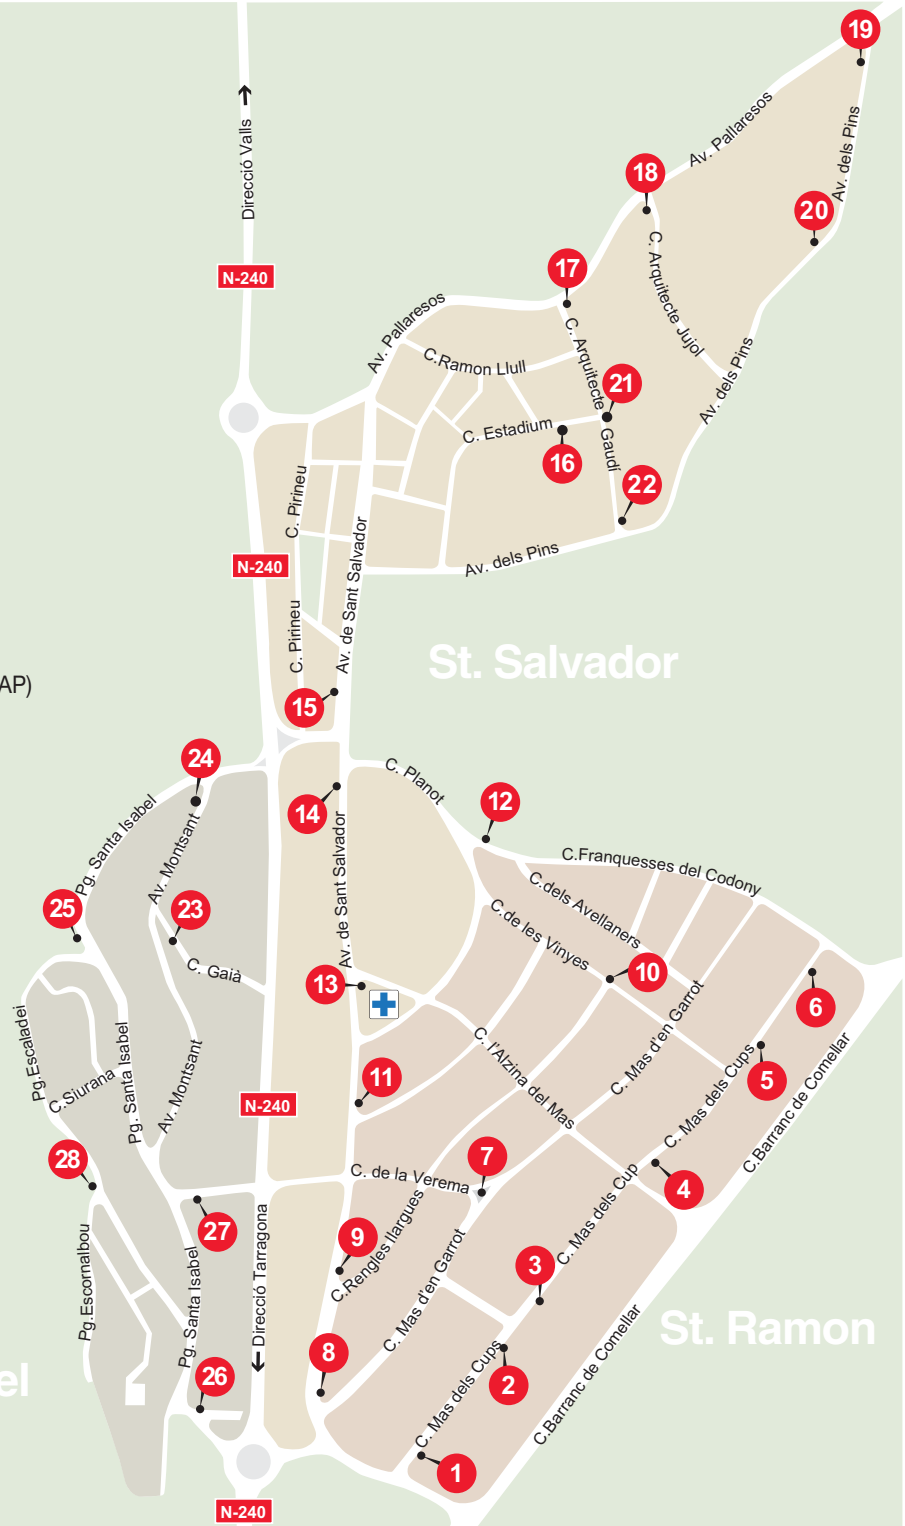 19
Av. Pallaresos
Av. dels Pins
Direcció Valls
18
20
C. Arquitecte Jujol
17
N-240
Av. Pallaresos
C.Ramon Llull
C. Arquitecte
Gaudí
21
Av. dels Pins
C. Estadium
16
22
C. Pirineu
Av. de Sant Salvador
Av. dels Pins
N-240
C. Pirineu
St. Salvador
AP)
15
24
C. Planot
14
12
Pg. Santa Isabel
Av. Montsant
Av. de Sant Salvador
C.Franquesses del Codony
C.dels Avellaners
25
23
C.de les Vinyes
C. Gaià
13
10
6
Pg.Escaladei
Pg. Santa Isabel
Av. Montsant
C. l'Alzina del Mas
C. Mas d'en Garrot
C.Siurana
11
5
N-240
C. Mas dels Cups
C.Barranc de Comellar
28
7
C. de la Verema
4
27
Pg.Escornalbou
Pg. Santa Isabel
Direcció Tarragona
9
C.Rengles llargues
C. Mas d'en Garrot
3
C. Mas dels Cup
St. Ramon
8
26
el
2
C. Mas dels Cups
C.Barranc de Comellar
1
N-240